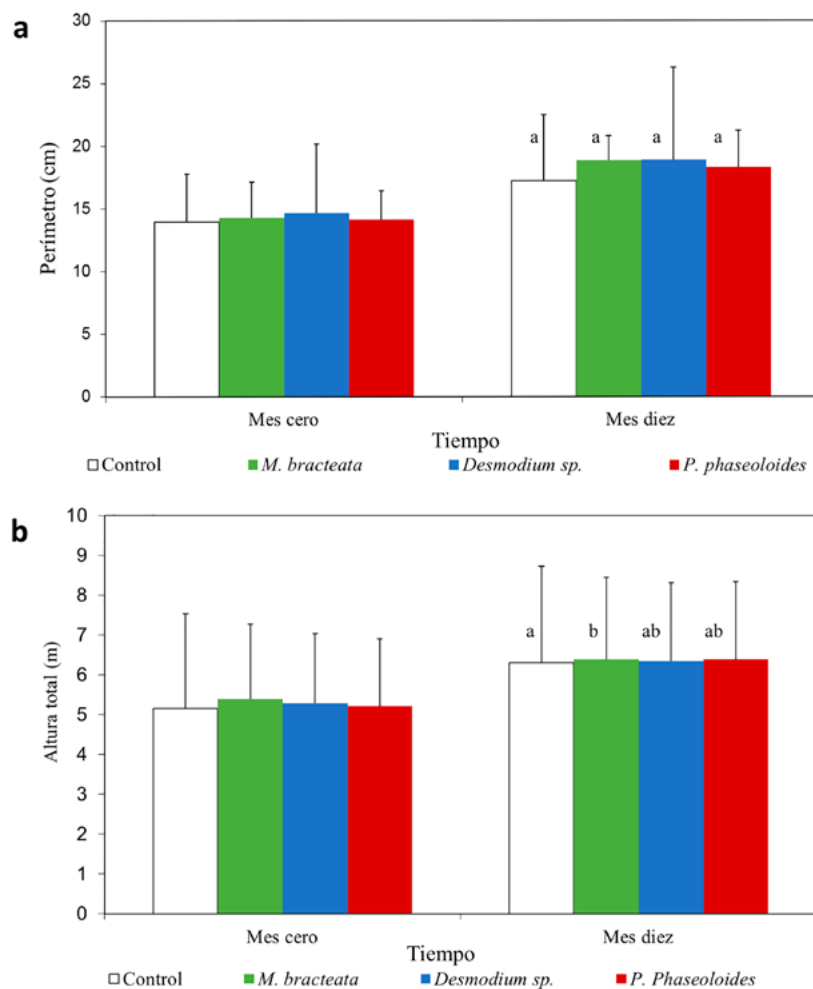 a
30
25
20
15
10
5
0
Perímetro (cm)
a a a a
Mes cero Mes diez
Tiempo
Control M. bracteata Desmodium sp. P. phaseoloides
b
10
9
8
7
6
5
4
3
2
1
0
Altura total (m)
a b ab ab
Mes cero Mes diez
Tiempo
Control M. bracteata Desmodium sp. P. Phaseoloides